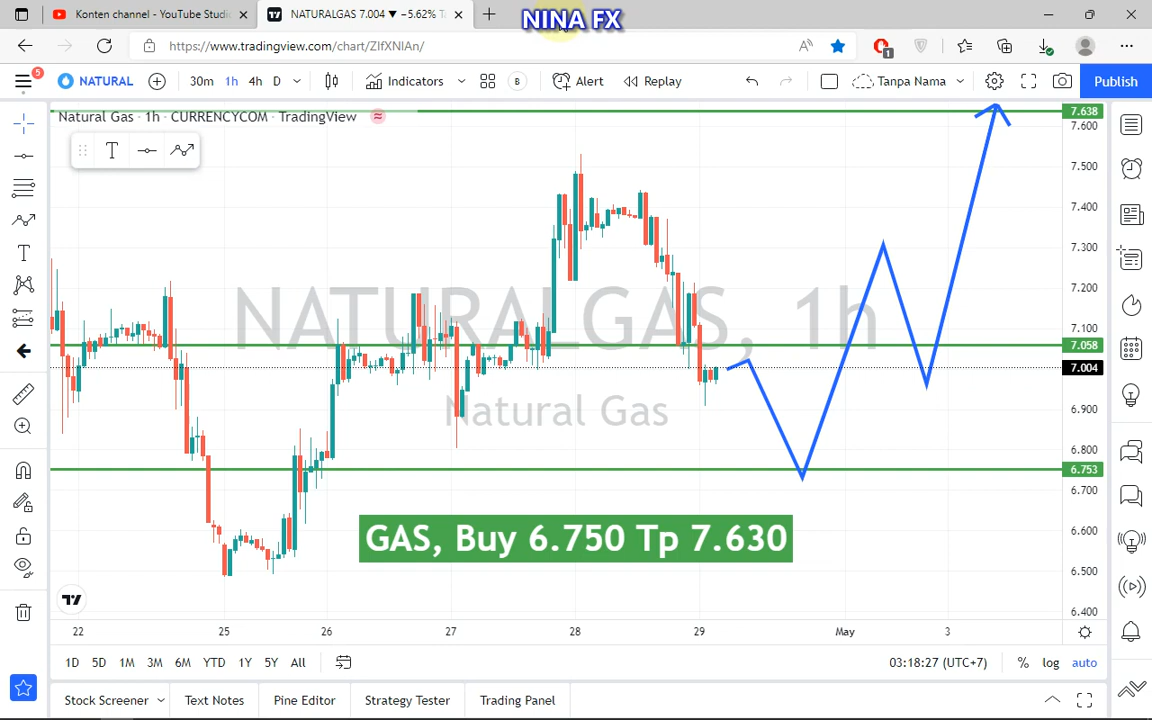 Konten channel - YouTube Studi
NATURALGAS 7.004 ▼ −5.62% T
NINA FX
https://www.tradingview.com/chart/ZIfXNIAn/
1
5
NATURAL
30m 1h 4h D
Indicators
B
Alert
Replay
Tanpa Nama
Publish
Natural Gas · 1h · CURRENCYCOM · TradingView
7.638
7.600
7.500
7.400
7.300
7.200
7.100
7.058
7.004
6.900
6.800
6.753
6.700
6.600
6.500
6.400
NATURALGAS, 1h
Natural Gas
GAS, Buy 6.750 Tp 7.630
22 25 26 27 28 29 May 3
1D 5D 1M 3M 6M YTD 1Y 5Y All
03:18:27 (UTC+7) % log auto
Stock Screener Text Notes Pine Editor Strategy Tester Trading Panel